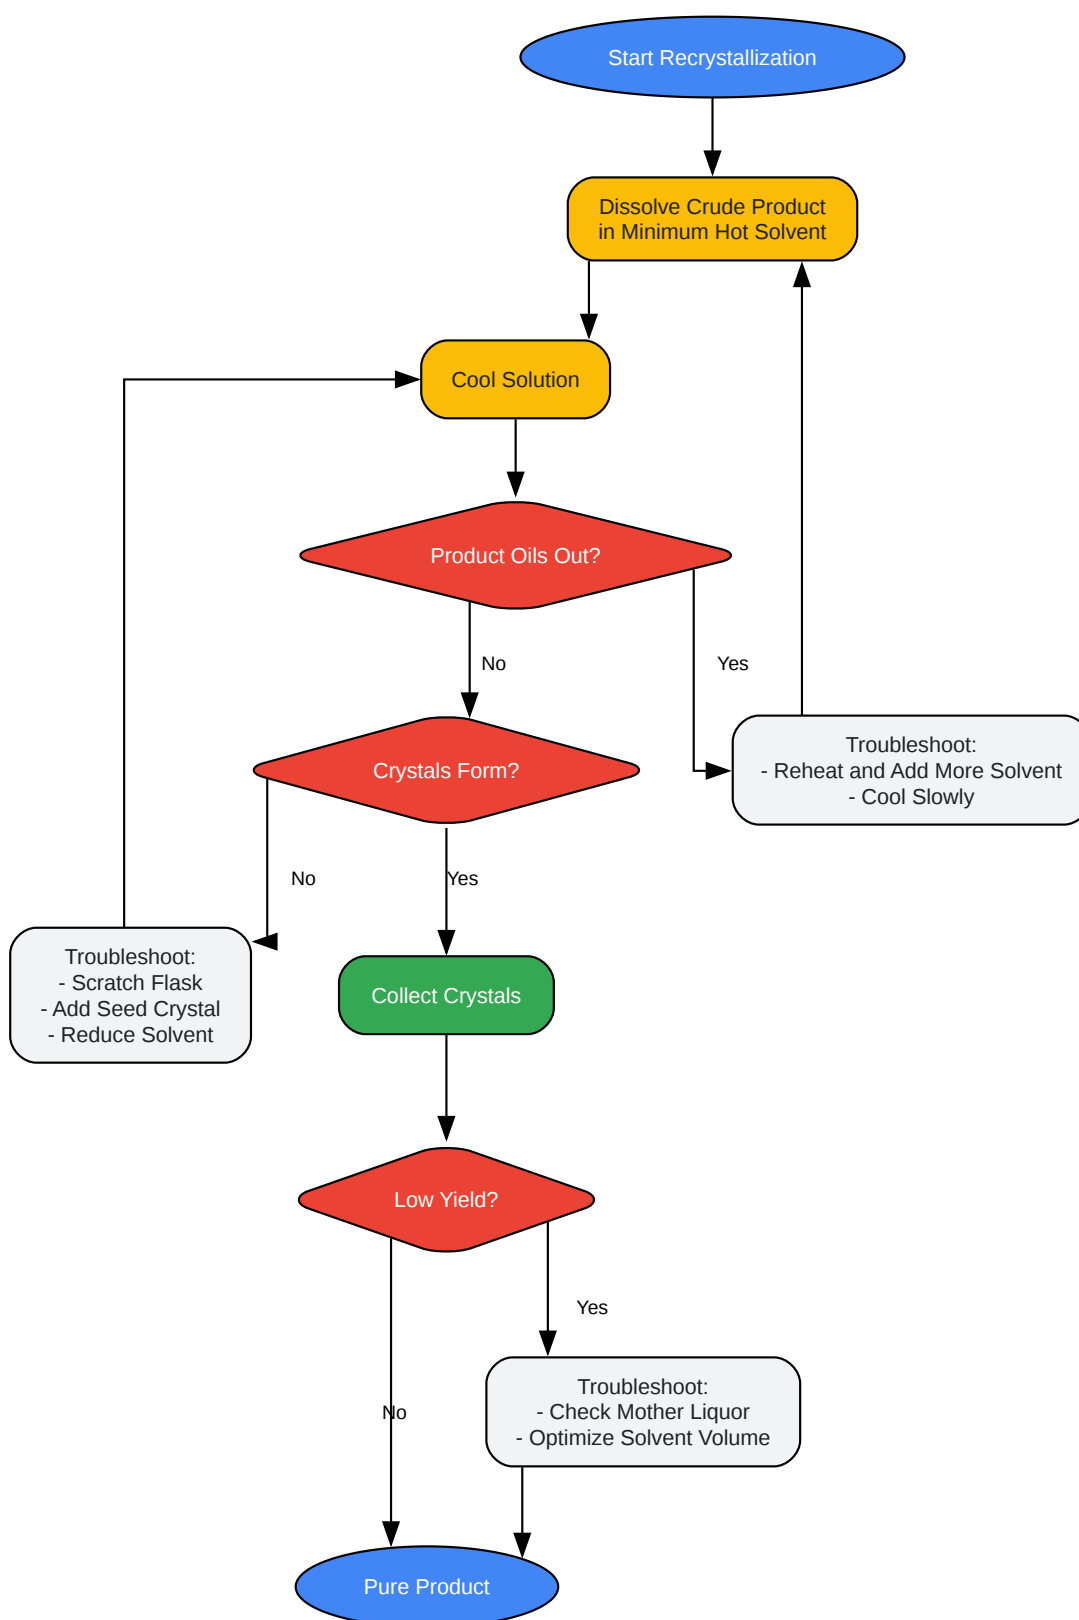 Start Recrystallization
Dissolve Crude Product
in Minimum Hot Solvent
Cool Solution
Product Oils Out?
No
Yes
Crystals Form?
Troubleshoot:
- Reheat and Add More Solvent
- Cool Slowly
No
Yes
Troubleshoot:
- Scratch Flask
- Add Seed Crystal
- Reduce Solvent
Collect Crystals
Low Yield?
Yes
No
Troubleshoot:
- Check Mother Liquor
- Optimize Solvent Volume
Pure Product